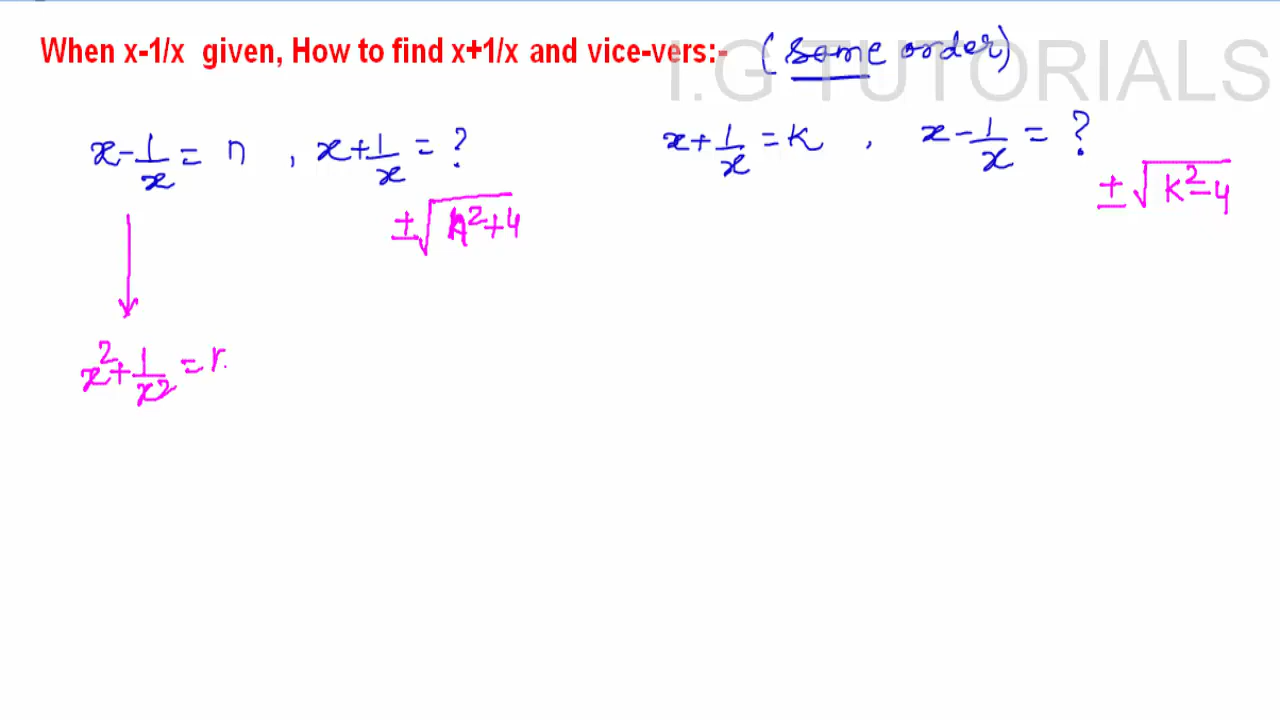 When x-1/x given, How to find x+1/x and vice-vers:- (same order)
I.G TUTORIALS
x - 1/x = n , x + 1/x = ? x + 1/x = k , x - 1/x = ?
±√n²+4 ±√k²-4
x² + 1/x² = n